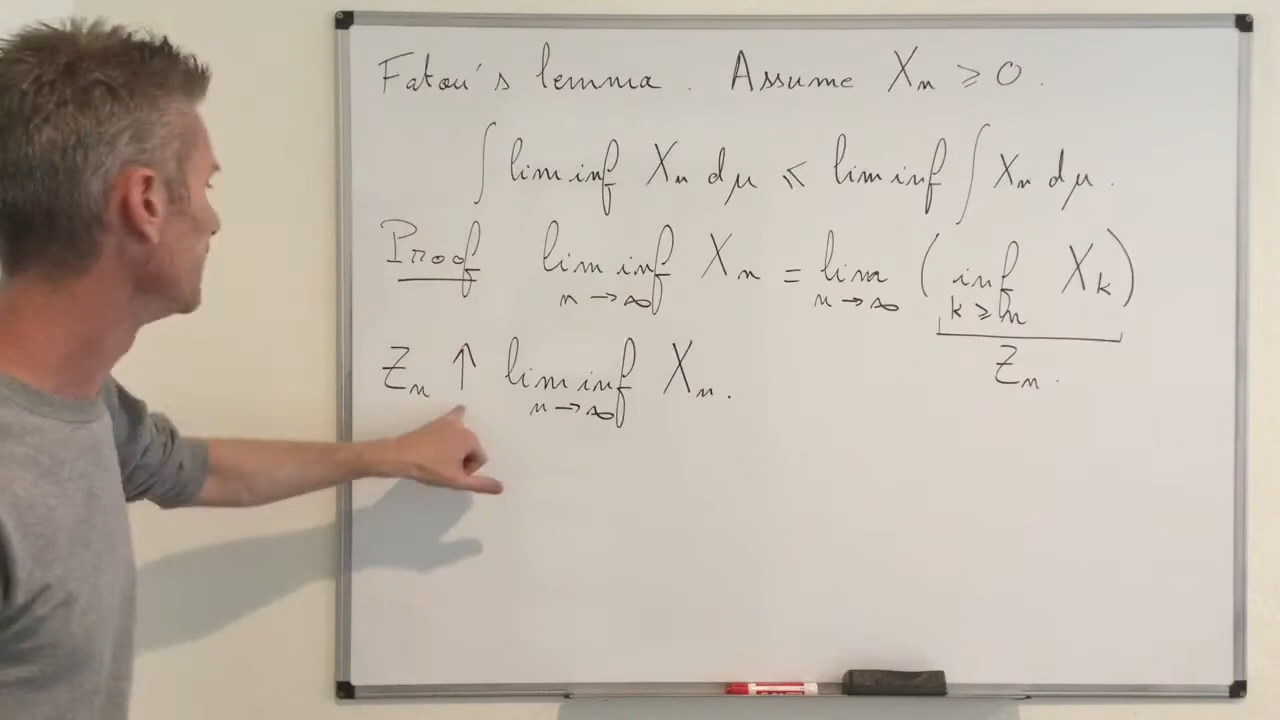 Fatou's lemma. Assume Xₙ ⩾ 0.
∫ lim inf Xₙ dμ ⩽ lim inf ∫ Xₙ dμ.
Proof lim inf Xₙ = lim ( inf Xₖ )
n → ∞ n → ∞ k ⩾ n
Zₙ ↑ lim inf Xₙ. Zₙ.
n → ∞